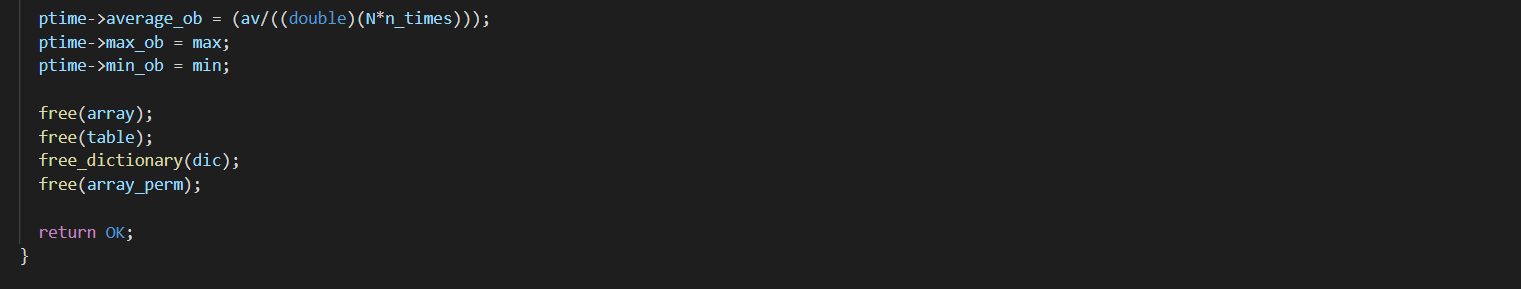 ptime->average_ob = (av/((double)(N*n_times)));
ptime->max_ob = max;
ptime->min_ob = min;
free(array);
free(table);
free_dictionary(dic);
free(array_perm);
return OK;
}